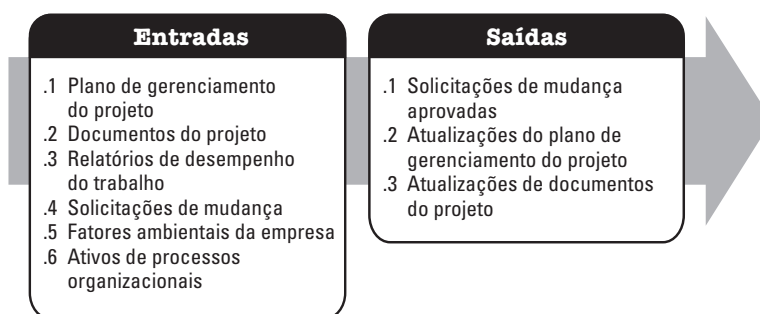 Entradas
.1 Plano de gerenciamento
do projeto
.2 Documentos do projeto
.3 Relatórios de desempenho
do trabalho
.4 Solicitações de mudança
.5 Fatores ambientais da empresa
.6 Ativos de processos
organizacionais
Saídas
.1 Solicitações de mudança
aprovadas
.2 Atualizações do plano de
gerenciamento do projeto
.3 Atualizações de documentos
do projeto